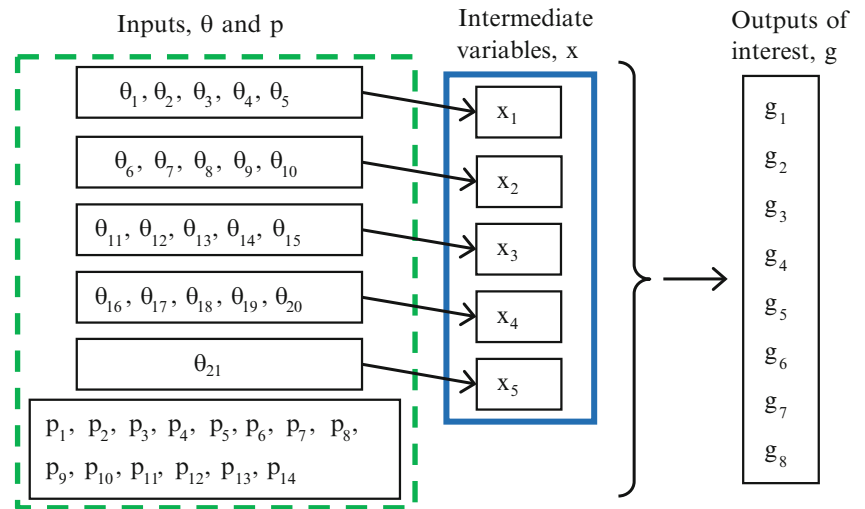 Inputs, θ and p
Intermediate
variables, x
Outputs of
interest, g
θ₁, θ₂, θ₃, θ₄, θ₅
x₁
θ₆, θ₇, θ₈, θ₉, θ₁₀
x₂
θ₁₁, θ₁₂, θ₁₃, θ₁₄, θ₁₅
x₃
θ₁₆, θ₁₇, θ₁₈, θ₁₉, θ₂₀
x₄
θ₂₁
x₅
p₁, p₂, p₃, p₄, p₅, p₆, p₇, p₈,
p₉, p₁₀, p₁₁, p₁₂, p₁₃, p₁₄
g₁
g₂
g₃
g₄
g₅
g₆
g₇
g₈